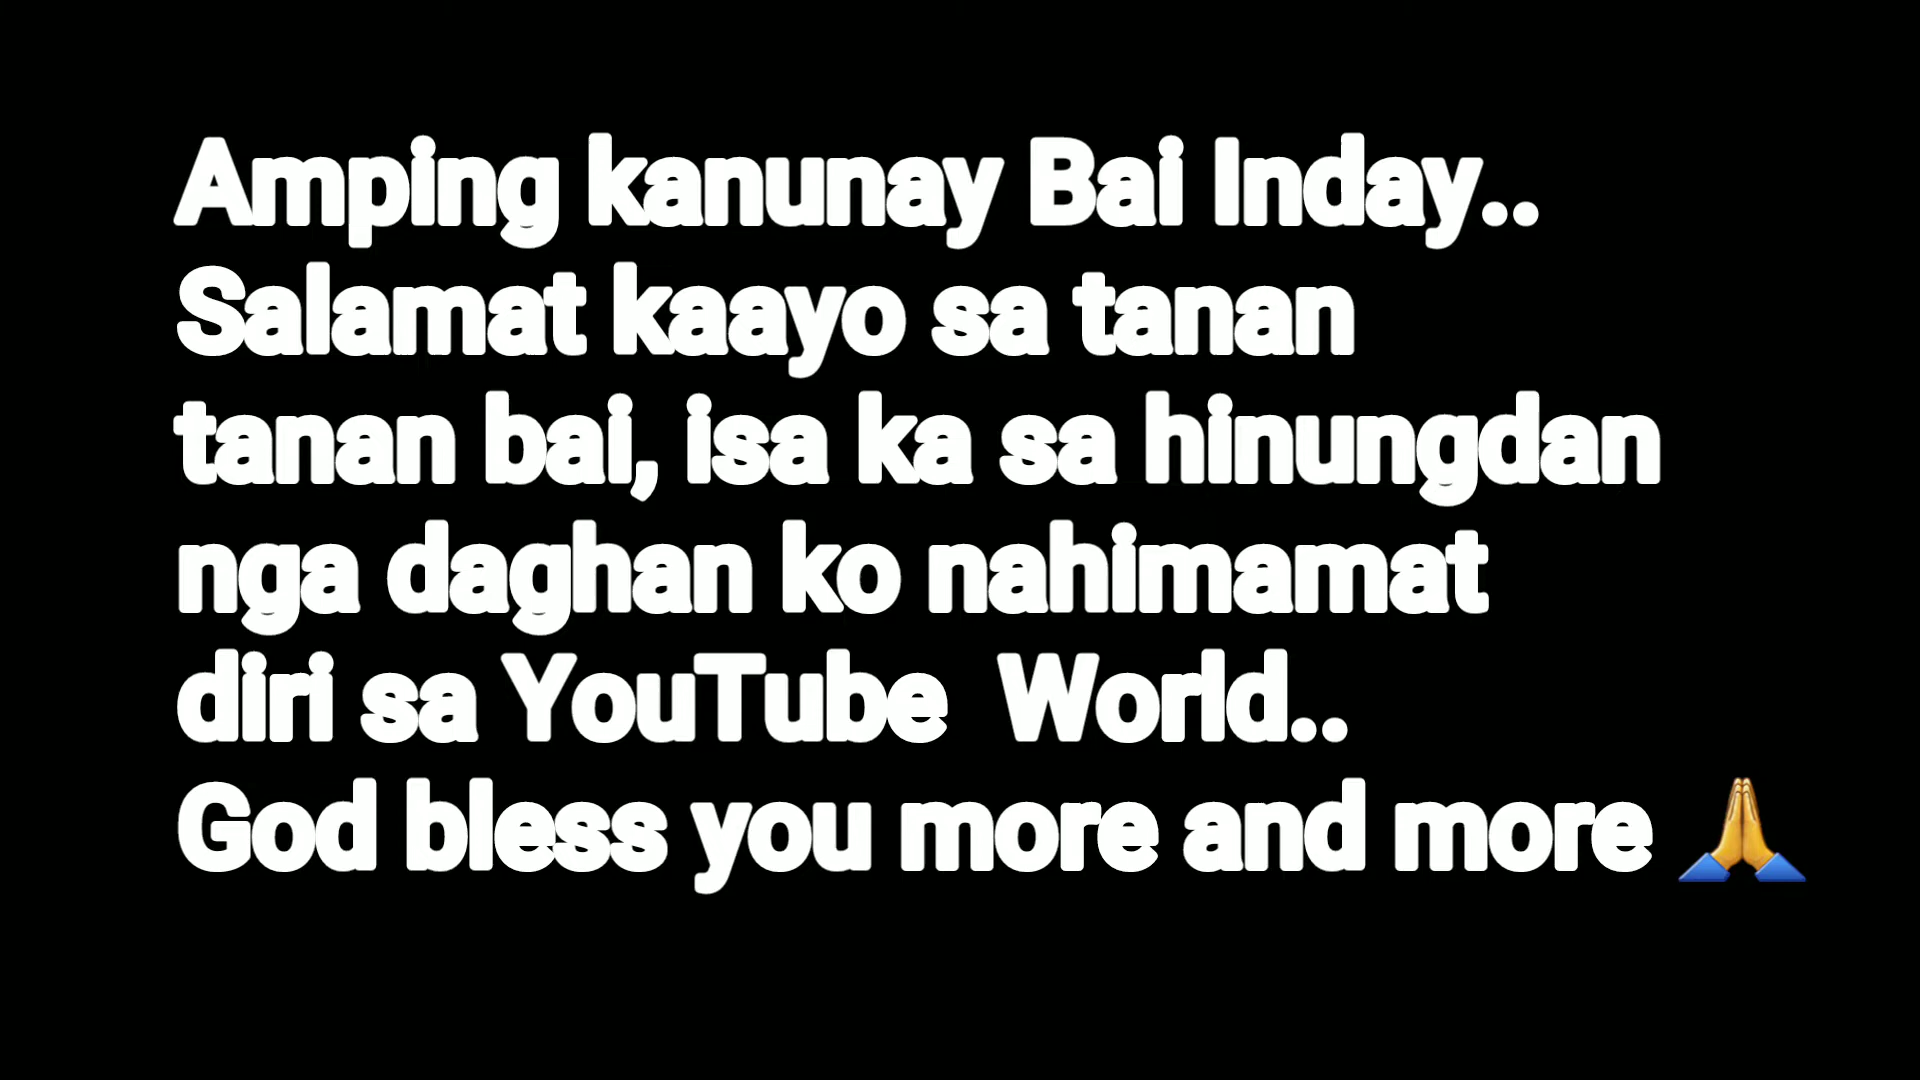 Amping kanunay Bai Inday..
Salamat kaayo sa tanan
tanan bai, isa ka sa hinungdan
nga daghan ko nahimamat
diri sa YouTube  World..
God bless you more and more 🙏